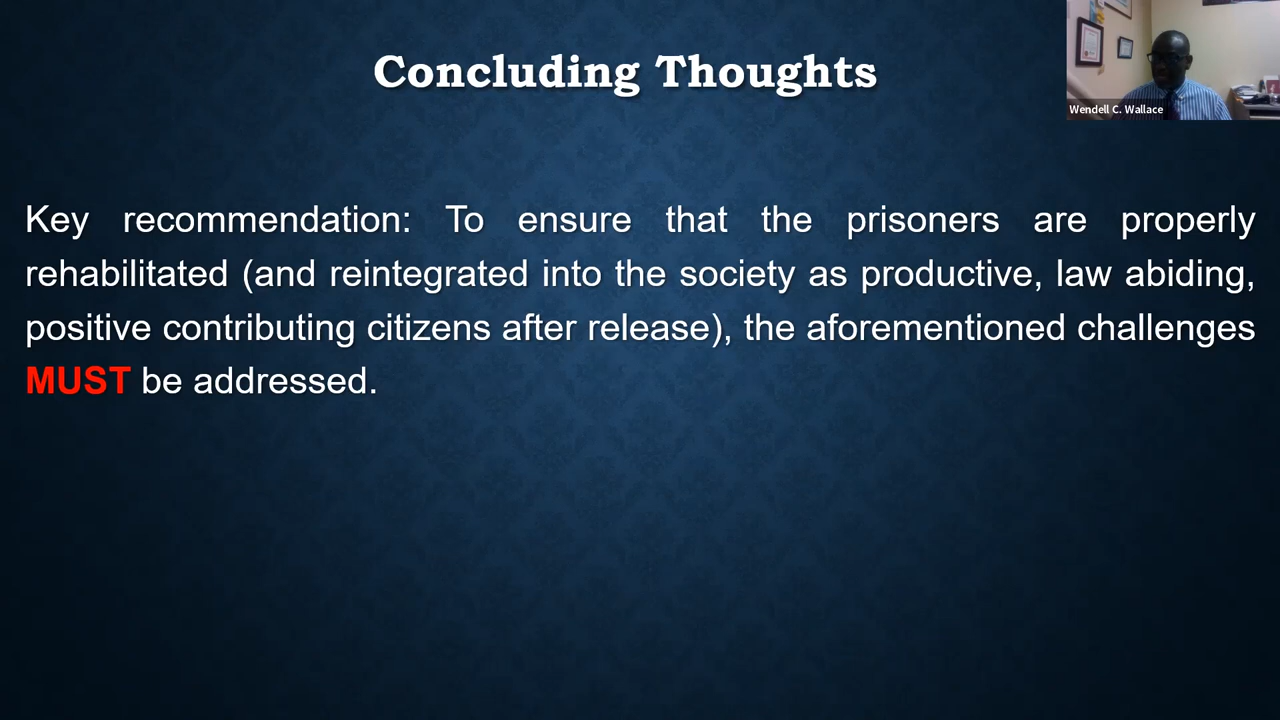 Concluding Thoughts
Wendell C. Wallace
Key recommendation: To ensure that the prisoners are properly
rehabilitated (and reintegrated into the society as productive, law abiding,
positive contributing citizens after release), the aforementioned challenges
MUST be addressed.